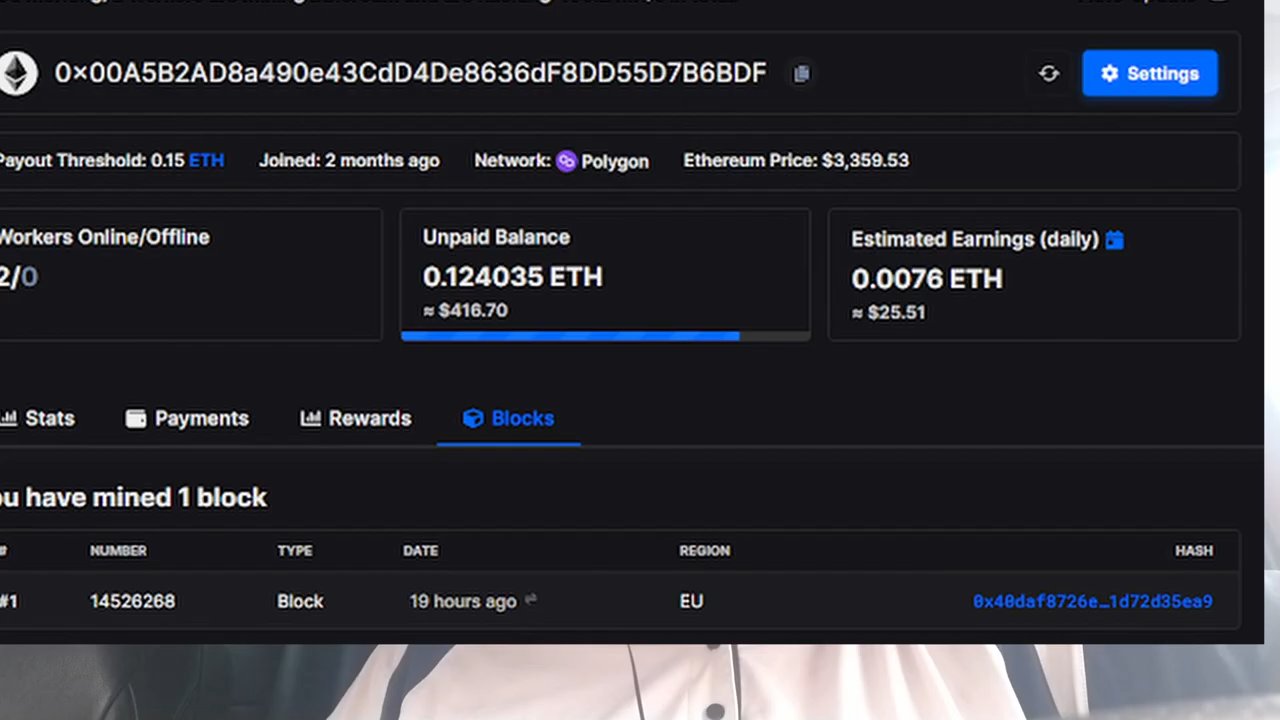 0x00A5B2AD8a490e43CdD4De8636dF8DD55D7B6BDF
Settings
Payout Threshold: 0.15 ETH Joined: 2 months ago Network: Polygon Ethereum Price: $3,359.53
Workers Online/Offline
2/0
Unpaid Balance
0.124035 ETH
≈ $416.70
Estimated Earnings (daily)
0.0076 ETH
≈ $25.51
Stats Payments Rewards Blocks
ou have mined 1 block
# NUMBER TYPE DATE REGION HASH
#1 14526268 Block 19 hours ago EU 0x40daf8726e…1d72d35ea9